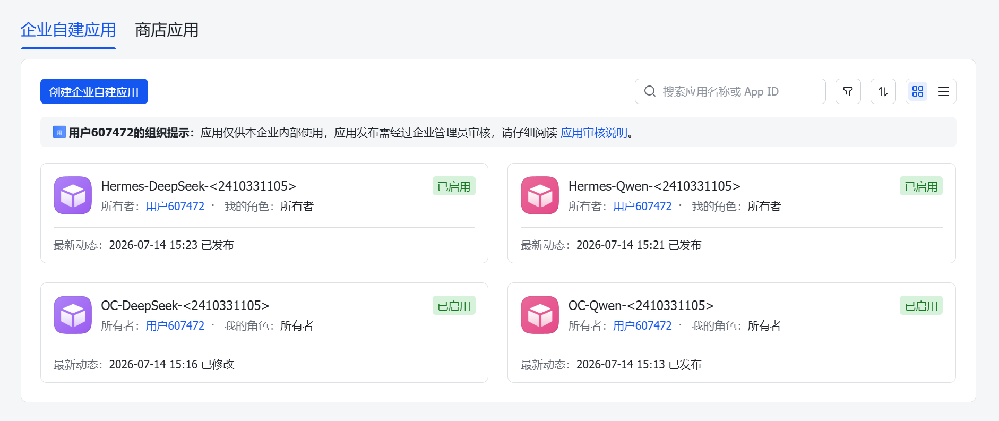 企业自建应用 商店应用
创建企业自建应用 搜索应用名称或 App ID
用 用户607472的组织提示：应用仅供本企业内部使用，应用发布需经过企业管理员审核，请仔细阅读 应用审核说明。
Hermes-DeepSeek-<2410331105> 已启用
所有者：用户607472 · 我的角色：所有者
最新动态：2026-07-14 15:23 已发布
Hermes-Qwen-<2410331105> 已启用
所有者：用户607472 · 我的角色：所有者
最新动态：2026-07-14 15:21 已发布
OC-DeepSeek-<2410331105> 已启用
所有者：用户607472 · 我的角色：所有者
最新动态：2026-07-14 15:16 已修改
OC-Qwen-<2410331105> 已启用
所有者：用户607472 · 我的角色：所有者
最新动态：2026-07-14 15:13 已发布